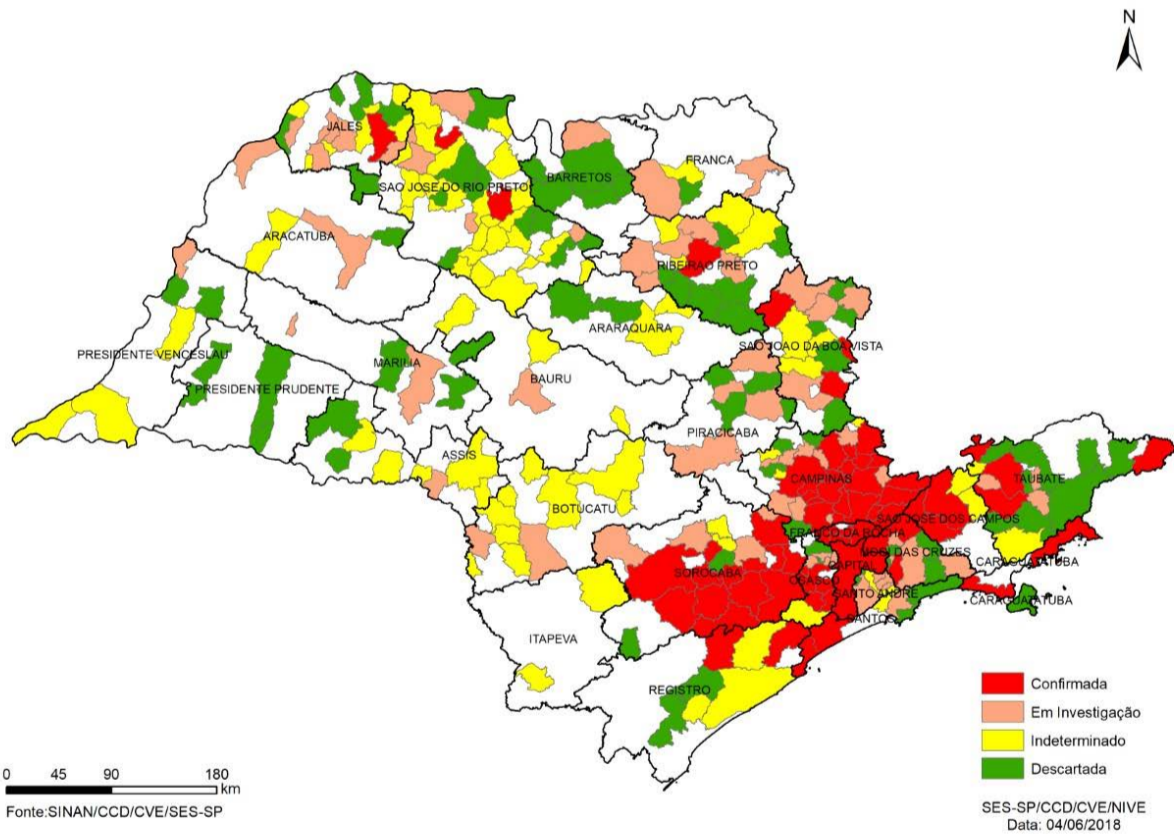 N
JALES
SAO JOSE DO RIO PRETO
BARRETOS
FRANCA
ARACATUBA
RIBEIRAO PRETO
ARARAQUARA
SAO JOAO DA BOA VISTA
PRESIDENTE VENCESLAU
MARILIA
BAURU
PRESIDENTE PRUDENTE
PIRACICABA
ASSIS
CAMPINAS
TAUBATE
BOTUCATU
SAO JOSE DOS CAMPOS
FRANCO DA ROCHA
MOGI DAS CRUZES
CARAGUATATUBA
SOROCABA
CAPITAL
OSASCO
SANTO ANDRE
CARAGUATATUBA
SANTOS
ITAPEVA
REGISTRO
Confirmada
Em Investigação
Indeterminado
Descartada
0 45 90 180
km
Fonte:SINAN/CCD/CVE/SES-SP
SES-SP/CCD/CVE/NIVE
Data: 04/06/2018